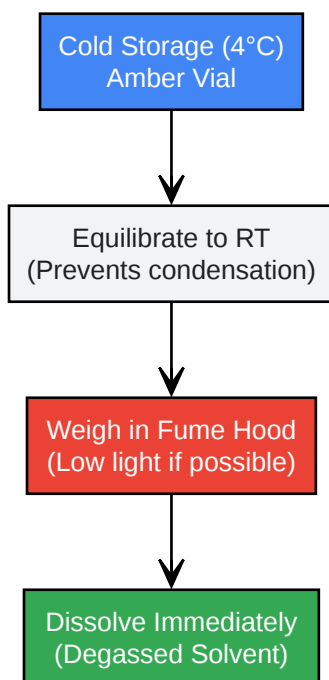 Cold Storage (4°C)
Amber Vial
Equilibrate to RT
(Prevents condensation)
Weigh in Fume Hood
(Low light if possible)
Dissolve Immediately
(Degassed Solvent)